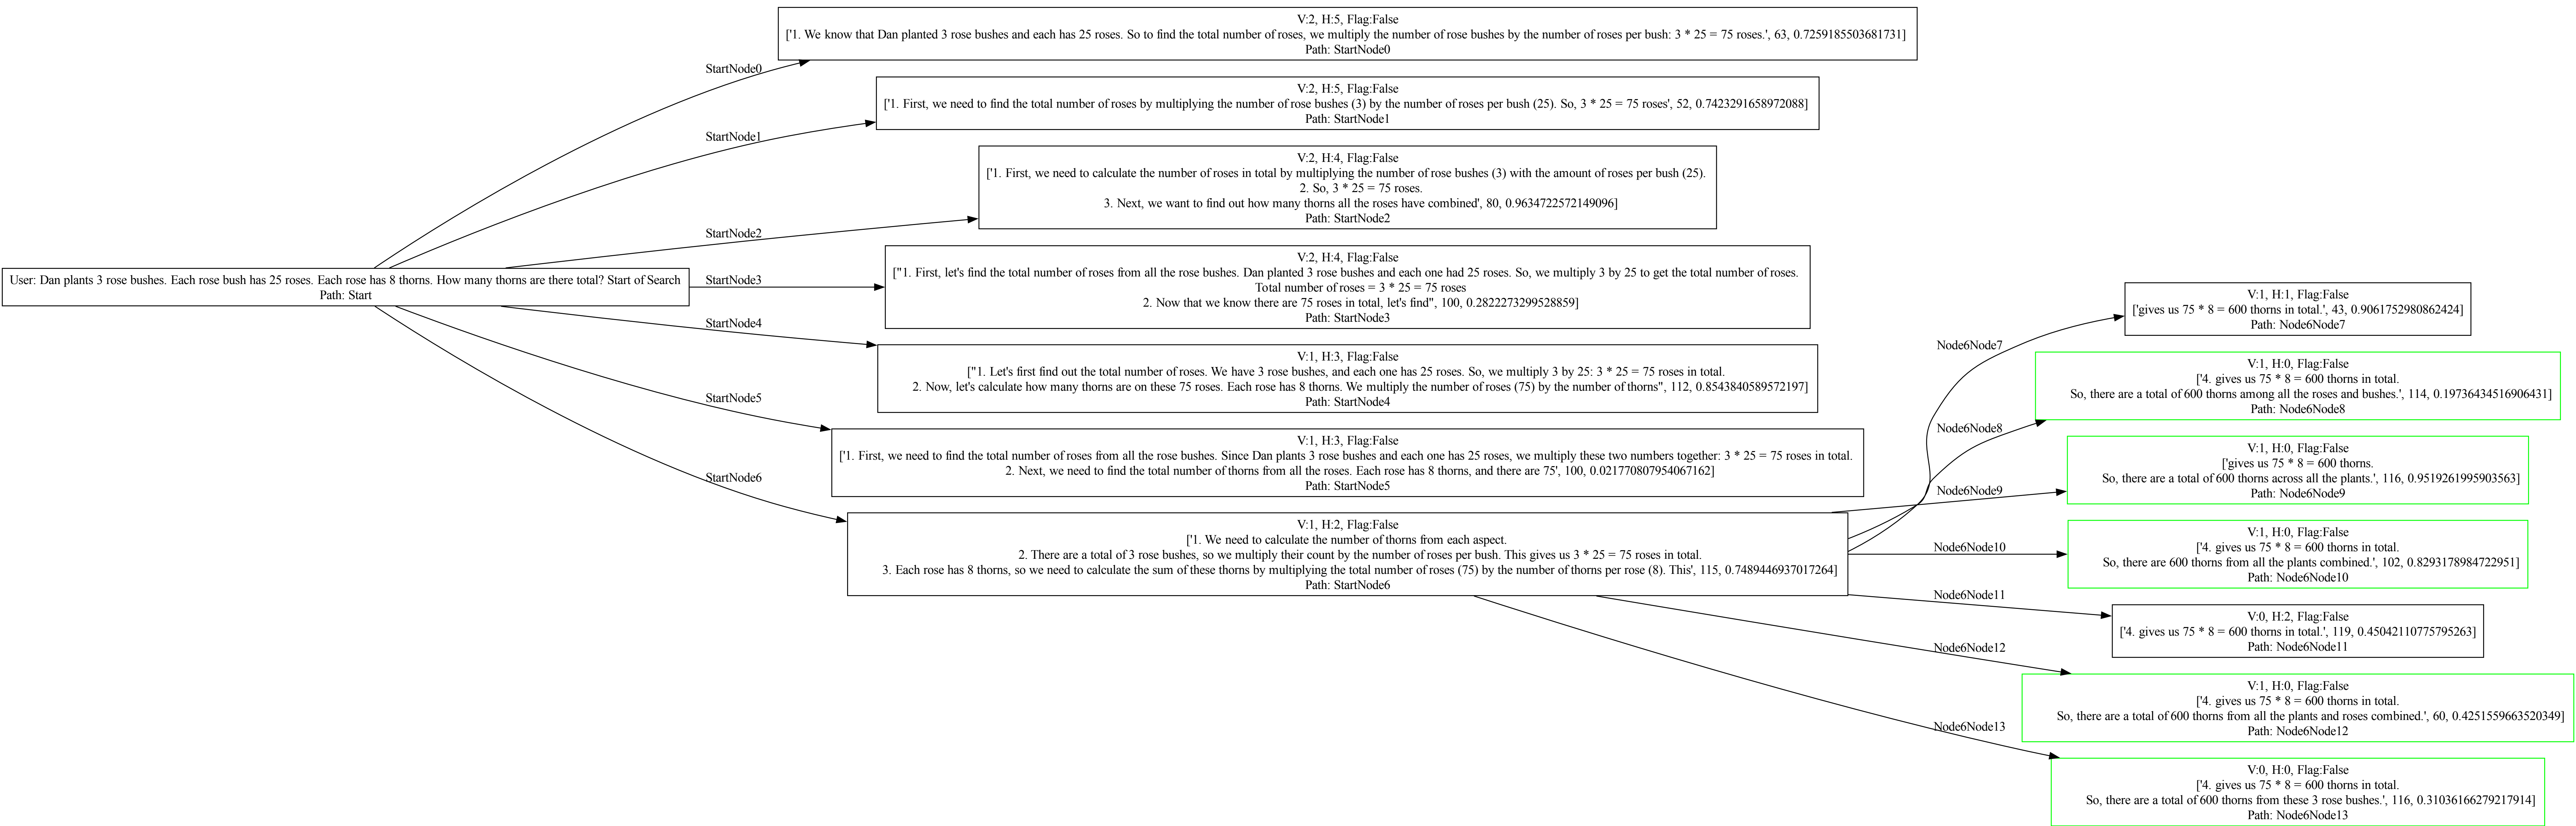 User: Dan plants 3 rose bushes. Each rose bush has 25 roses. Each rose has 8 thorns. How many thorns are there total? Start of Search
Path: Start
StartNode0
StartNode1
StartNode2
StartNode3
StartNode4
StartNode5
StartNode6
V:2, H:5, Flag:False
['1. We know that Dan planted 3 rose bushes and each has 25 roses. So to find the total number of roses, we multiply the number of rose bushes by the number of roses per bush: 3 * 25 = 75 roses.', 63, 0.7259185503681731]
Path: StartNode0
V:2, H:5, Flag:False
['1. First, we need to find the total number of roses by multiplying the number of rose bushes (3) by the number of roses per bush (25). So, 3 * 25 = 75 roses', 52, 0.7423291658972088]
Path: StartNode1
V:2, H:4, Flag:False
['1. First, we need to calculate the number of roses in total by multiplying the number of rose bushes (3) with the amount of roses per bush (25).
2. So, 3 * 25 = 75 roses.
3. Next, we want to find out how many thorns all the roses have combined', 80, 0.9634722572149096]
Path: StartNode2
V:2, H:4, Flag:False
["1. First, let's find the total number of roses from all the rose bushes. Dan planted 3 rose bushes and each one had 25 roses. So, we multiply 3 by 25 to get the total number of roses.
Total number of roses = 3 * 25 = 75 roses
2. Now that we know there are 75 roses in total, let's find", 100, 0.2822273299528859]
Path: StartNode3
V:1, H:3, Flag:False
["1. Let's first find out the total number of roses. We have 3 rose bushes, and each one has 25 roses. So, we multiply 3 by 25: 3 * 25 = 75 roses in total.
2. Now, let's calculate how many thorns are on these 75 roses. Each rose has 8 thorns. We multiply the number of roses (75) by the number of thorns", 112, 0.8543840589572197]
Path: StartNode4
V:1, H:3, Flag:False
['1. First, we need to find the total number of roses from all the rose bushes. Since Dan plants 3 rose bushes and each one has 25 roses, we multiply these two numbers together: 3 * 25 = 75 roses in total.
2. Next, we need to find the total number of thorns from all the roses. Each rose has 8 thorns, and there are 75', 100, 0.021770807954067162]
Path: StartNode5
V:1, H:2, Flag:False
['1. We need to calculate the number of thorns from each aspect.
2. There are a total of 3 rose bushes, so we multiply their count by the number of roses per bush. This gives us 3 * 25 = 75 roses in total.
3. Each rose has 8 thorns, so we need to calculate the sum of these thorns by multiplying the total number of roses (75) by the number of thorns per rose (8). This', 115, 0.7489446937017264]
Path: StartNode6
Node6Node7
Node6Node8
Node6Node9
Node6Node10
Node6Node11
Node6Node12
Node6Node13
V:1, H:1, Flag:False
['gives us 75 * 8 = 600 thorns in total.', 43, 0.9061752980862424]
Path: Node6Node7
V:1, H:0, Flag:False
['4. gives us 75 * 8 = 600 thorns in total.
So, there are a total of 600 thorns among all the roses and bushes.', 114, 0.19736434516906431]
Path: Node6Node8
V:1, H:0, Flag:False
['gives us 75 * 8 = 600 thorns.
So, there are a total of 600 thorns across all the plants.', 116, 0.9519261995903563]
Path: Node6Node9
V:1, H:0, Flag:False
['4. gives us 75 * 8 = 600 thorns in total.
So, there are 600 thorns from all the plants combined.', 102, 0.8293178984722951]
Path: Node6Node10
V:0, H:2, Flag:False
['4. gives us 75 * 8 = 600 thorns in total.', 119, 0.45042110775795263]
Path: Node6Node11
V:1, H:0, Flag:False
['4. gives us 75 * 8 = 600 thorns in total.
So, there are a total of 600 thorns from all the plants and roses combined.', 60, 0.4251559663520349]
Path: Node6Node12
V:0, H:0, Flag:False
['4. gives us 75 * 8 = 600 thorns in total.
So, there are a total of 600 thorns from these 3 rose bushes.', 116, 0.31036166279217914]
Path: Node6Node13